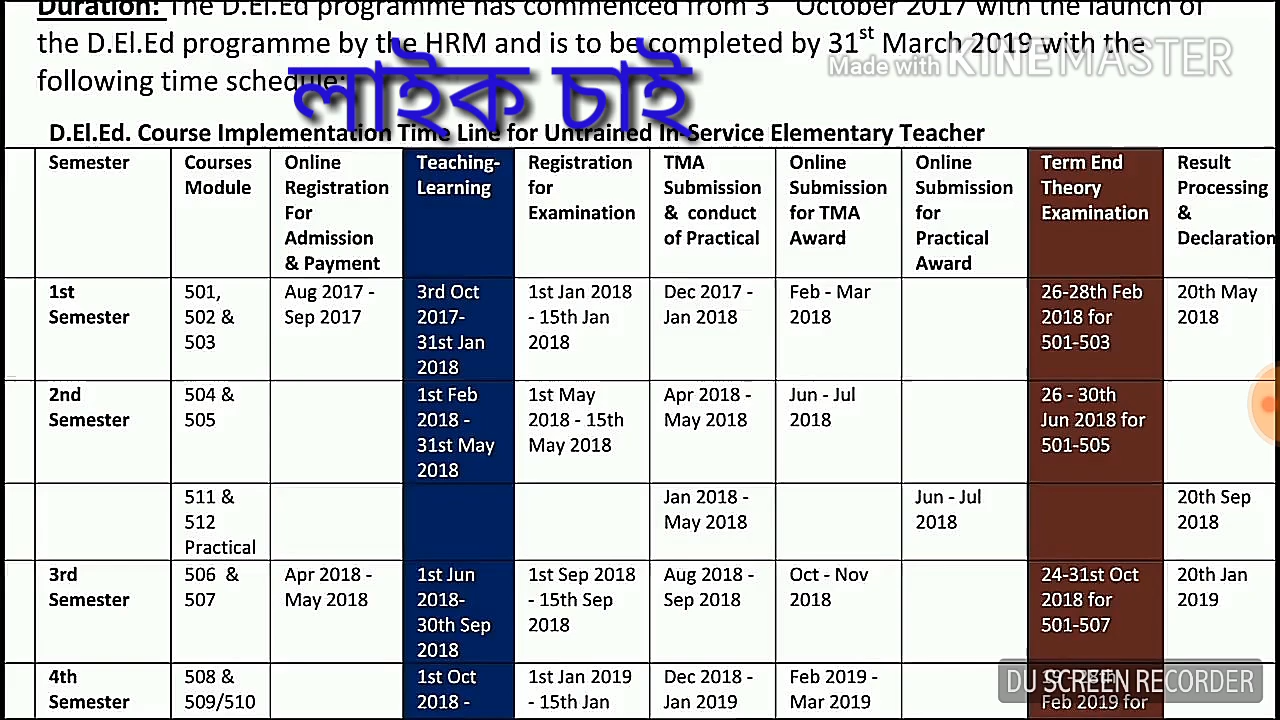 Duration: The D.El.Ed programme has commenced from 3 October 2017 with the launch of
the D.El.Ed programme by the HRM and is to be completed by 31st March 2019 with the
Made with KINEMASTER
following time schedule:
লাইক চাই
D.El.Ed. Course Implementation Time Line for Untrained In-Service Elementary Teacher
Semester Courses Online Teaching- Registration TMA Online Online Term End Result
Module Registration Learning for Submission Submission Submission Theory Processing
For Examination & conduct for TMA for Examination &
Admission of Practical Award Practical Declaration
& Payment Award
1st 501, Aug 2017 - 3rd Oct 1st Jan 2018 Dec 2017 - Feb - Mar 26-28th Feb 20th May
Semester 502 & Sep 2017 2017- - 15th Jan Jan 2018 2018 2018 for 2018
503 31st Jan 2018 501-503
2018
2nd 504 & 1st Feb 1st May Apr 2018 - Jun - Jul 26 - 30th
Semester 505 2018 - 2018 - 15th May 2018 2018 Jun 2018 for
31st May May 2018 501-505
2018
511 & Jan 2018 - Jun - Jul 20th Sep
512 May 2018 2018 2018
Practical
3rd 506 & Apr 2018 - 1st Jun 1st Sep 2018 Aug 2018 - Oct - Nov 24-31st Oct 20th Jan
Semester 507 May 2018 2018- - 15th Sep Sep 2018 2018 2018 for 2019
30th Sep 2018 501-507
2018
4th 508 & 1st Oct 1st Jan 2019 Dec 2018 - Feb 2019 -
Semester 509/510 2018 - - 15th Jan Jan 2019 Mar 2019 Feb 2019 for
DU SCREEN RECORDER